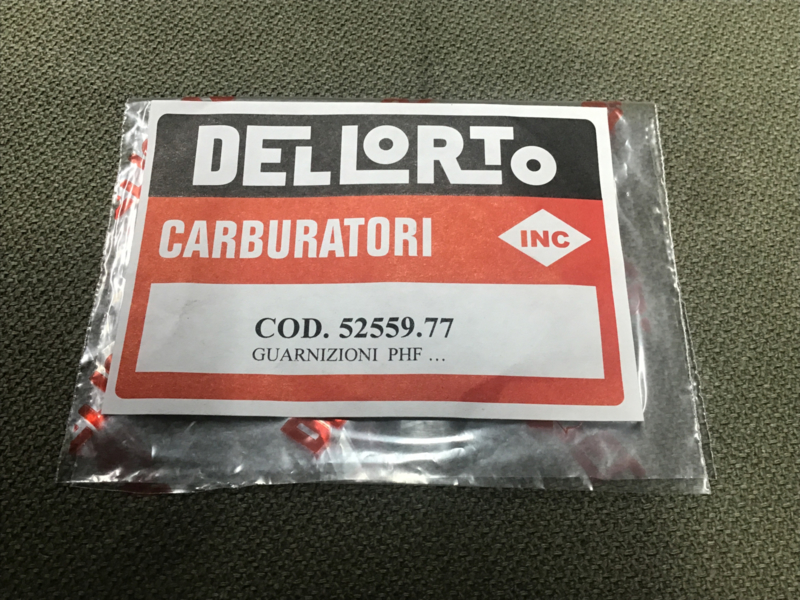 DELLORTO
CARBURATORI
INC
COD. 52559.77
GUARNIZIONI PHF ...